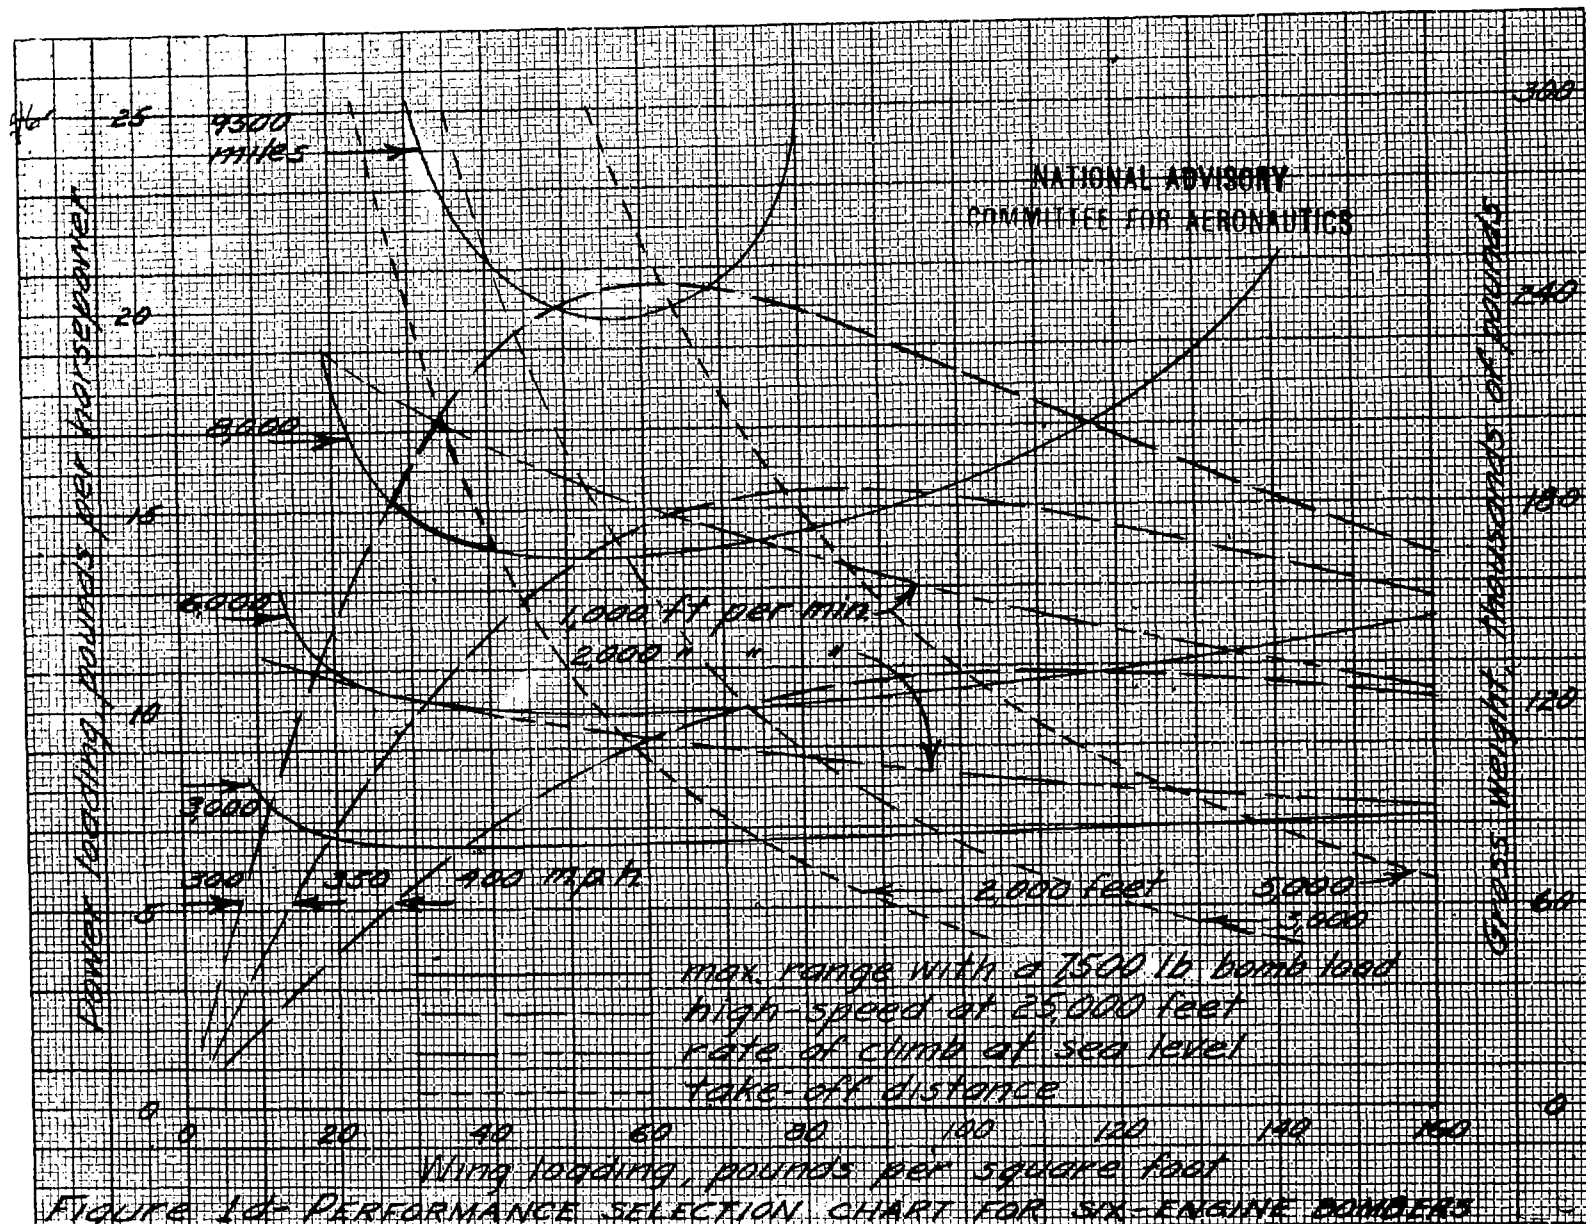 25
300
9500
miles
NATIONAL ADVISORY
COMMITTEE FOR AERONAUTICS
Power loading, pounds per horsepower
Gross weight, thousands of pounds
20
240
8,000
15
180
6,000
1,000 ft per min.
2,000 " " "
10
120
3,000
300
350
400 mph
2,000 feet
5,000
3,000
5
60
max. range with a 7500 lb bomb load
high-speed at 25,000 feet
rate of climb at sea level
take-off distance
0
0
0 20 40 60 80 100 120 140 160
Wing loading, pounds per square foot
Figure 1d- PERFORMANCE SELECTION CHART FOR SIX-ENGINE BOMBERS